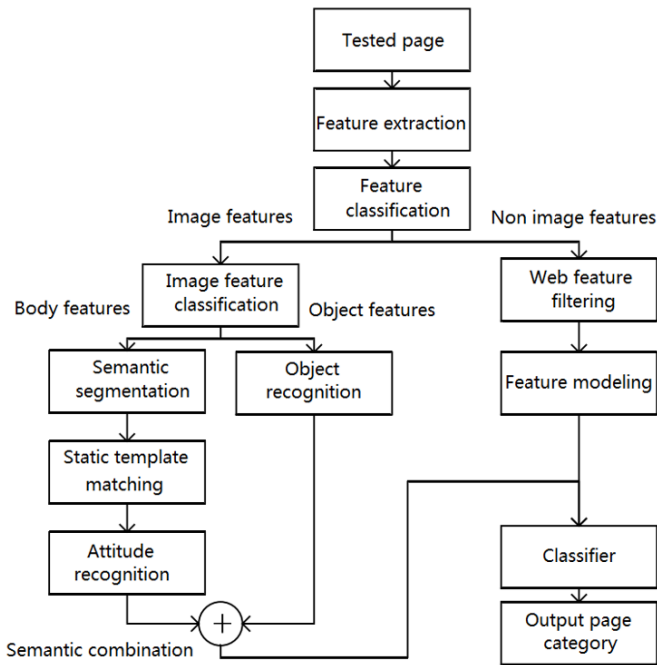 Tested page
Feature extraction
Feature
classification
Image features
Non image features
Image feature
classification
Web feature
filtering
Body features
Object features
Semantic
segmentation
Object
recognition
Feature modeling
Static template
matching
Attitude
recognition
Classifier
+
Semantic combination
Output page
category